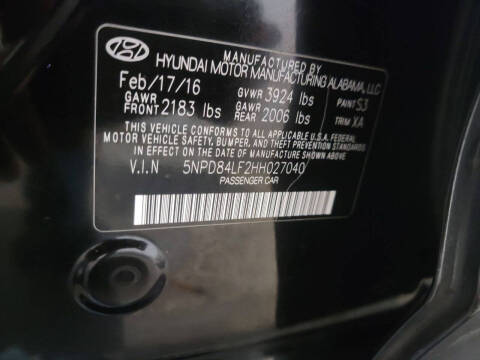 MANUFACTURED BY
HYUNDAI MOTOR MANUFACTURING ALABAMA, LLC
Feb/17/16 GVWR 3924 lbs PAINT S3
GAWR FRONT 2183 lbs GAWR REAR 2006 lbs TRIM XA
THIS VEHICLE CONFORMS TO ALL APPLICABLE U.S.A. FEDERAL
MOTOR VEHICLE SAFETY, BUMPER, AND THEFT PREVENTION STANDARDS
IN EFFECT ON THE DATE OF MANUFACTURE SHOWN ABOVE.
V.I.N 5NPD84LF2HH027040
PASSENGER CAR